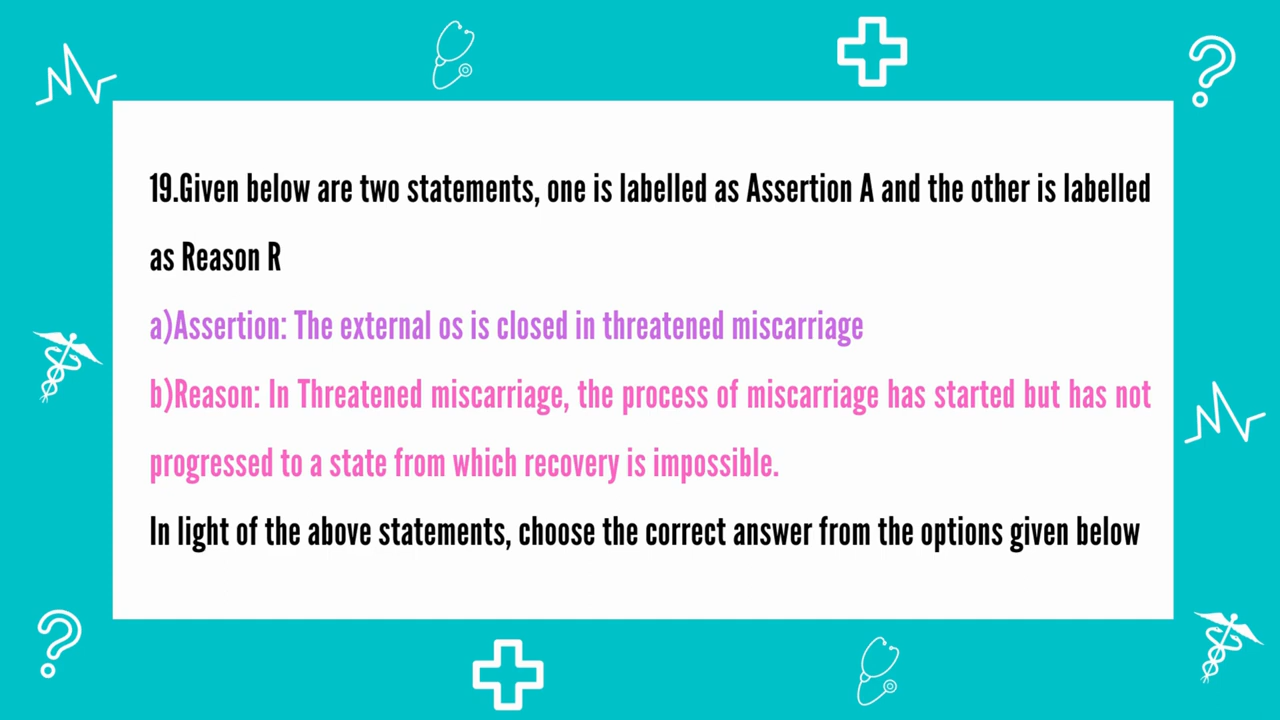 19.Given below are two statements, one is labelled as Assertion A and the other is labelled
as Reason R
a)Assertion: The external os is closed in threatened miscarriage
b)Reason: In Threatened miscarriage, the process of miscarriage has started but has not
progressed to a state from which recovery is impossible.
In light of the above statements, choose the correct answer from the options given below